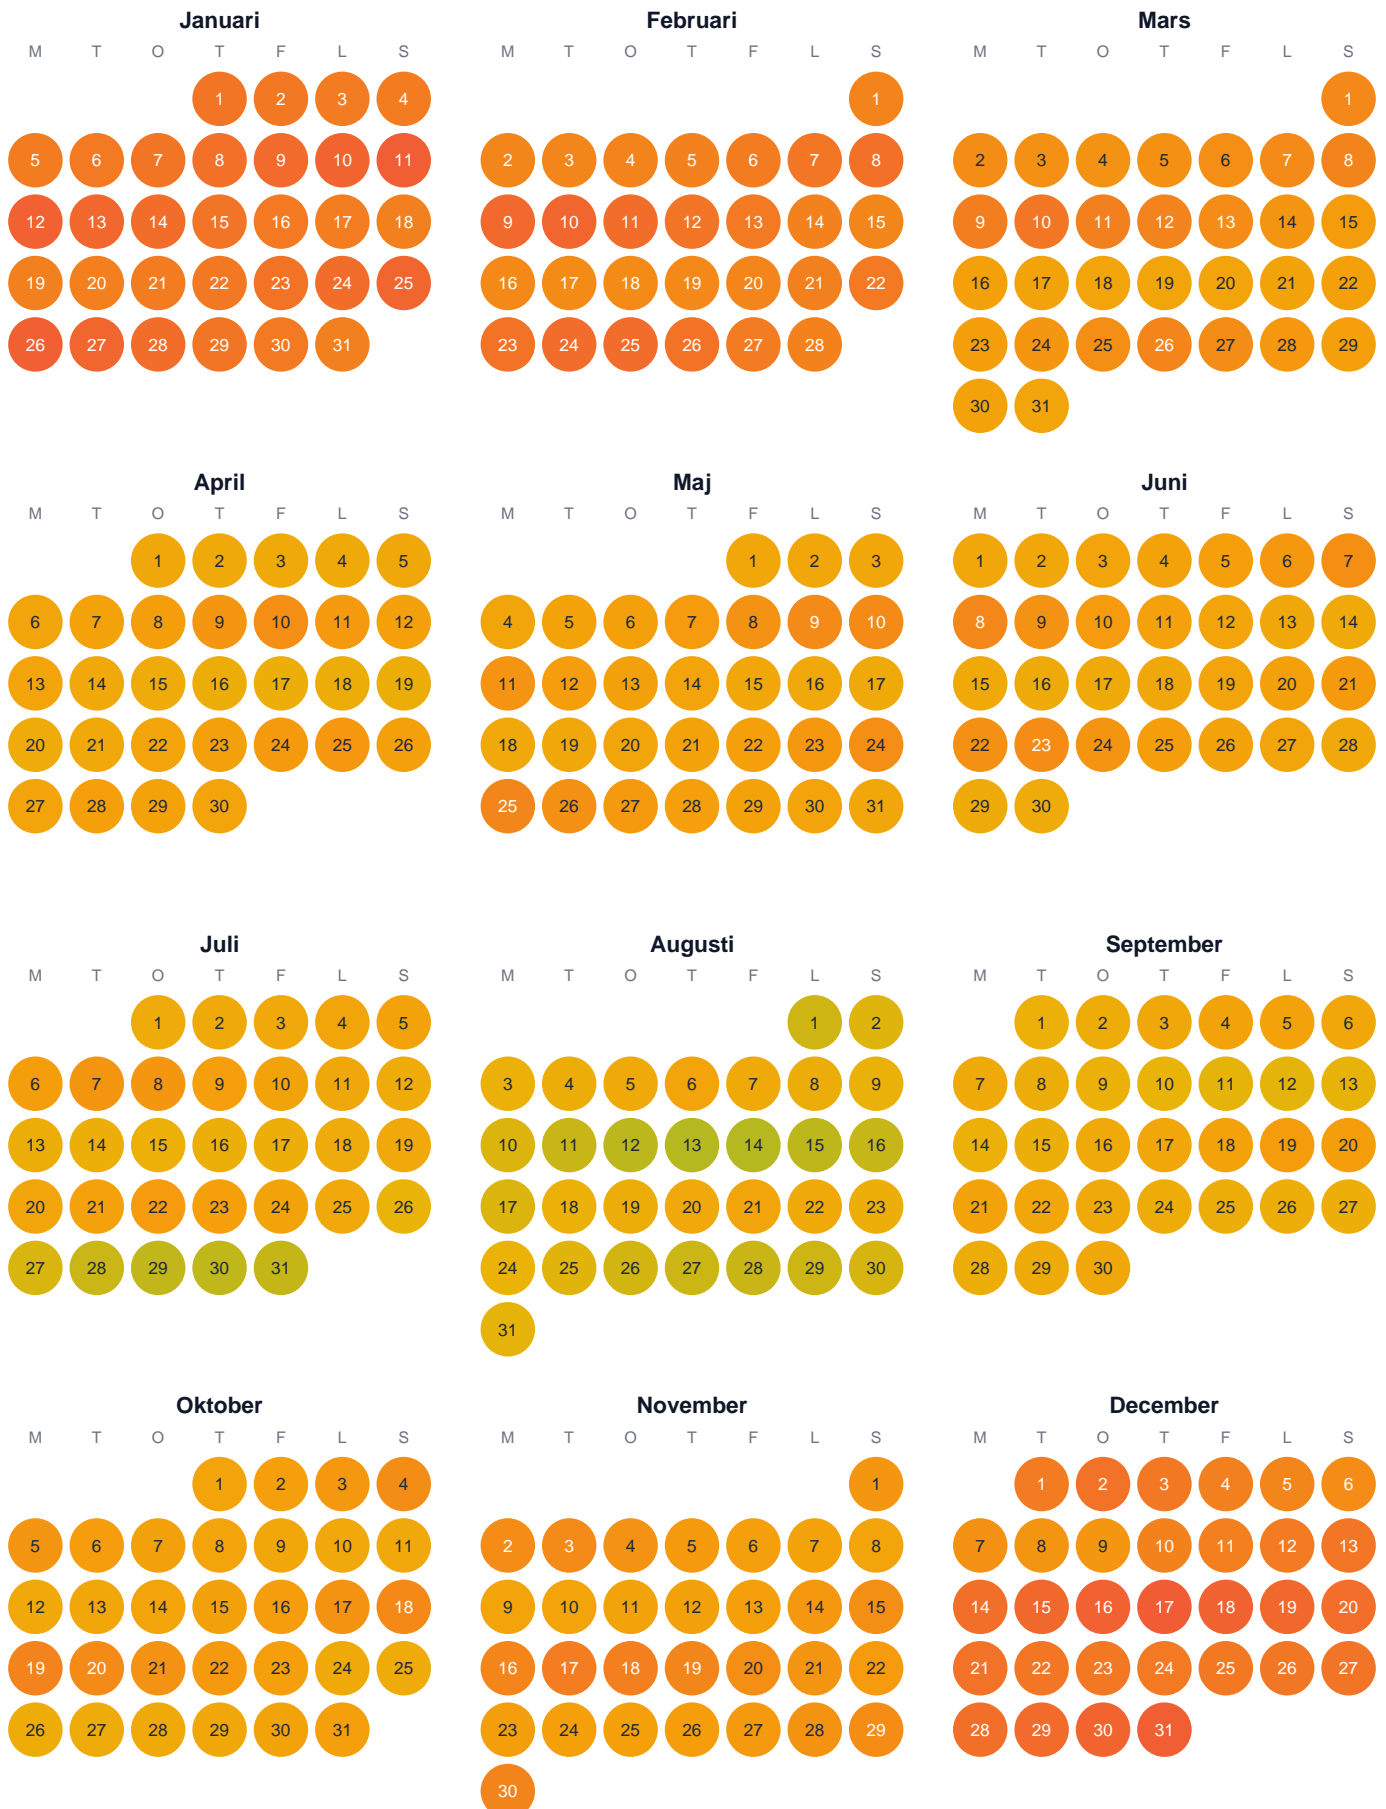 Januari Februari Mars
M T O T F L S M T O T F L S M T O T F L S
1 2 3 4 1 1
5 6 7 8 9 10 11 2 3 4 5 6 7 8 2 3 4 5 6 7 8
12 13 14 15 16 17 18 9 10 11 12 13 14 15 9 10 11 12 13 14 15
19 20 21 22 23 24 25 16 17 18 19 20 21 22 16 17 18 19 20 21 22
26 27 28 29 30 31 23 24 25 26 27 28 23 24 25 26 27 28 29
30 31
April Maj Juni
M T O T F L S M T O T F L S M T O T F L S
1 2 3 4 5 1 2 3 1 2 3 4 5 6 7
6 7 8 9 10 11 12 4 5 6 7 8 9 10 8 9 10 11 12 13 14
13 14 15 16 17 18 19 11 12 13 14 15 16 17 15 16 17 18 19 20 21
20 21 22 23 24 25 26 18 19 20 21 22 23 24 22 23 24 25 26 27 28
27 28 29 30 25 26 27 28 29 30 31 29 30
Juli Augusti September
M T O T F L S M T O T F L S M T O T F L S
1 2 3 4 5 1 2 1 2 3 4 5 6
6 7 8 9 10 11 12 3 4 5 6 7 8 9 7 8 9 10 11 12 13
13 14 15 16 17 18 19 10 11 12 13 14 15 16 14 15 16 17 18 19 20
20 21 22 23 24 25 26 17 18 19 20 21 22 23 21 22 23 24 25 26 27
27 28 29 30 31 24 25 26 27 28 29 30 28 29 30
31
Oktober November December
M T O T F L S M T O T F L S M T O T F L S
1 2 3 4 1 1 2 3 4 5 6
5 6 7 8 9 10 11 2 3 4 5 6 7 8 7 8 9 10 11 12 13
12 13 14 15 16 17 18 9 10 11 12 13 14 15 14 15 16 17 18 19 20
19 20 21 22 23 24 25 16 17 18 19 20 21 22 21 22 23 24 25 26 27
26 27 28 29 30 31 23 24 25 26 27 28 29 28 29 30 31
30